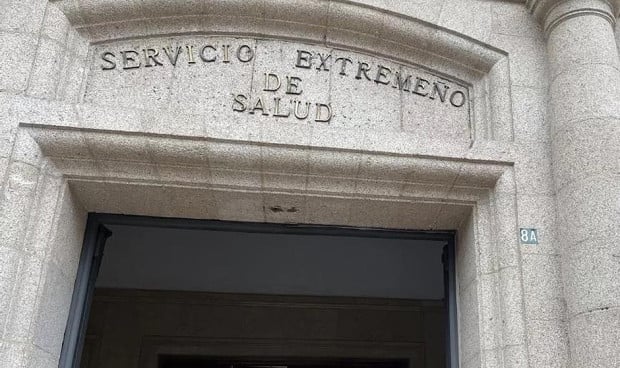 SERVICIO EXTREMEÑO
DE
SALUD
8A